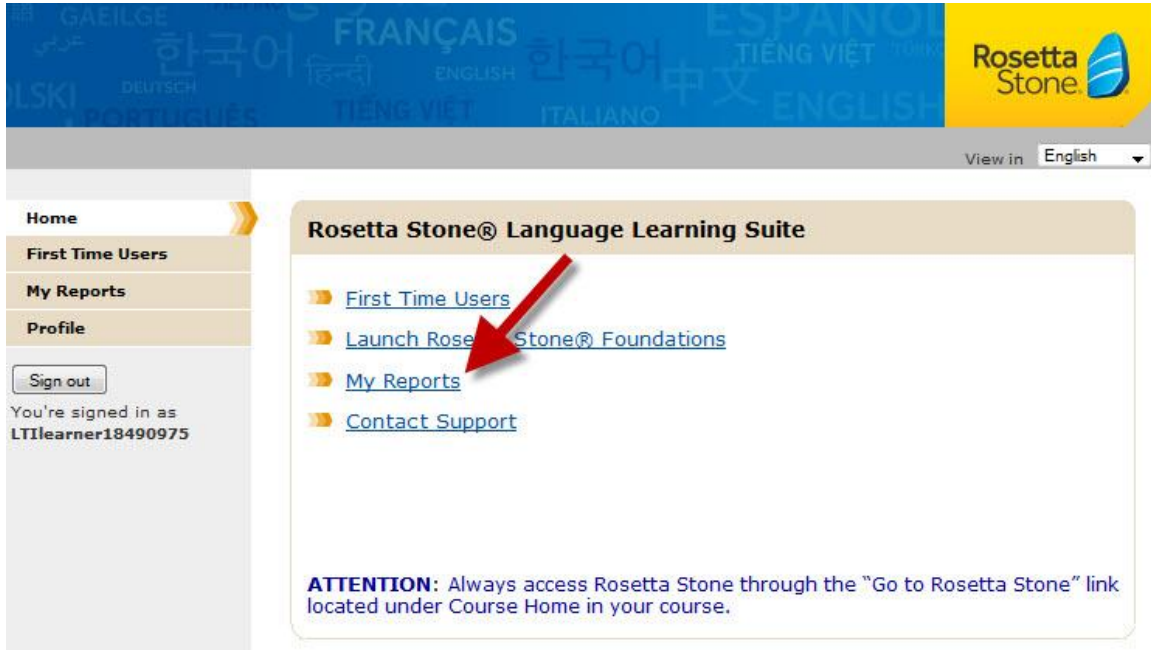 GAEILGE
FRANÇAIS
ESPAÑOL
عربي
한국어
हिन्दी
ENGLISH
한국어
TIẾNG VIỆT
DEUTSCH
中文
PORTUGUÊS
TIẾNG VIỆT
ITALIANO
ENGLISH
Rosetta
Stone
View in English
Home
First Time Users
My Reports
Profile
Sign out
You're signed in as
LTIlearner18490975
Rosetta Stone® Language Learning Suite
First Time Users
Launch Stone® Foundations
My Reports
Contact Support
ATTENTION: Always access Rosetta Stone through the “Go to Rosetta Stone” link
located under Course Home in your course.